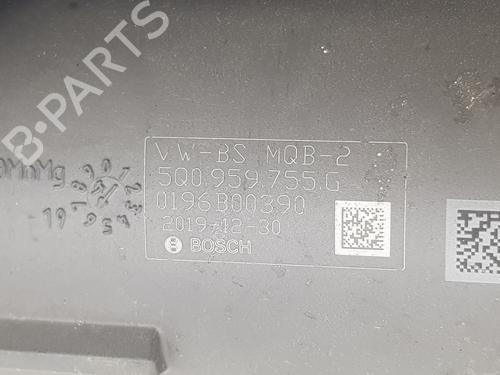 B-PARTS
VW-BS MQB-2
5Q0.959.755.G
0196B00390
2019-12-30
BOSCH